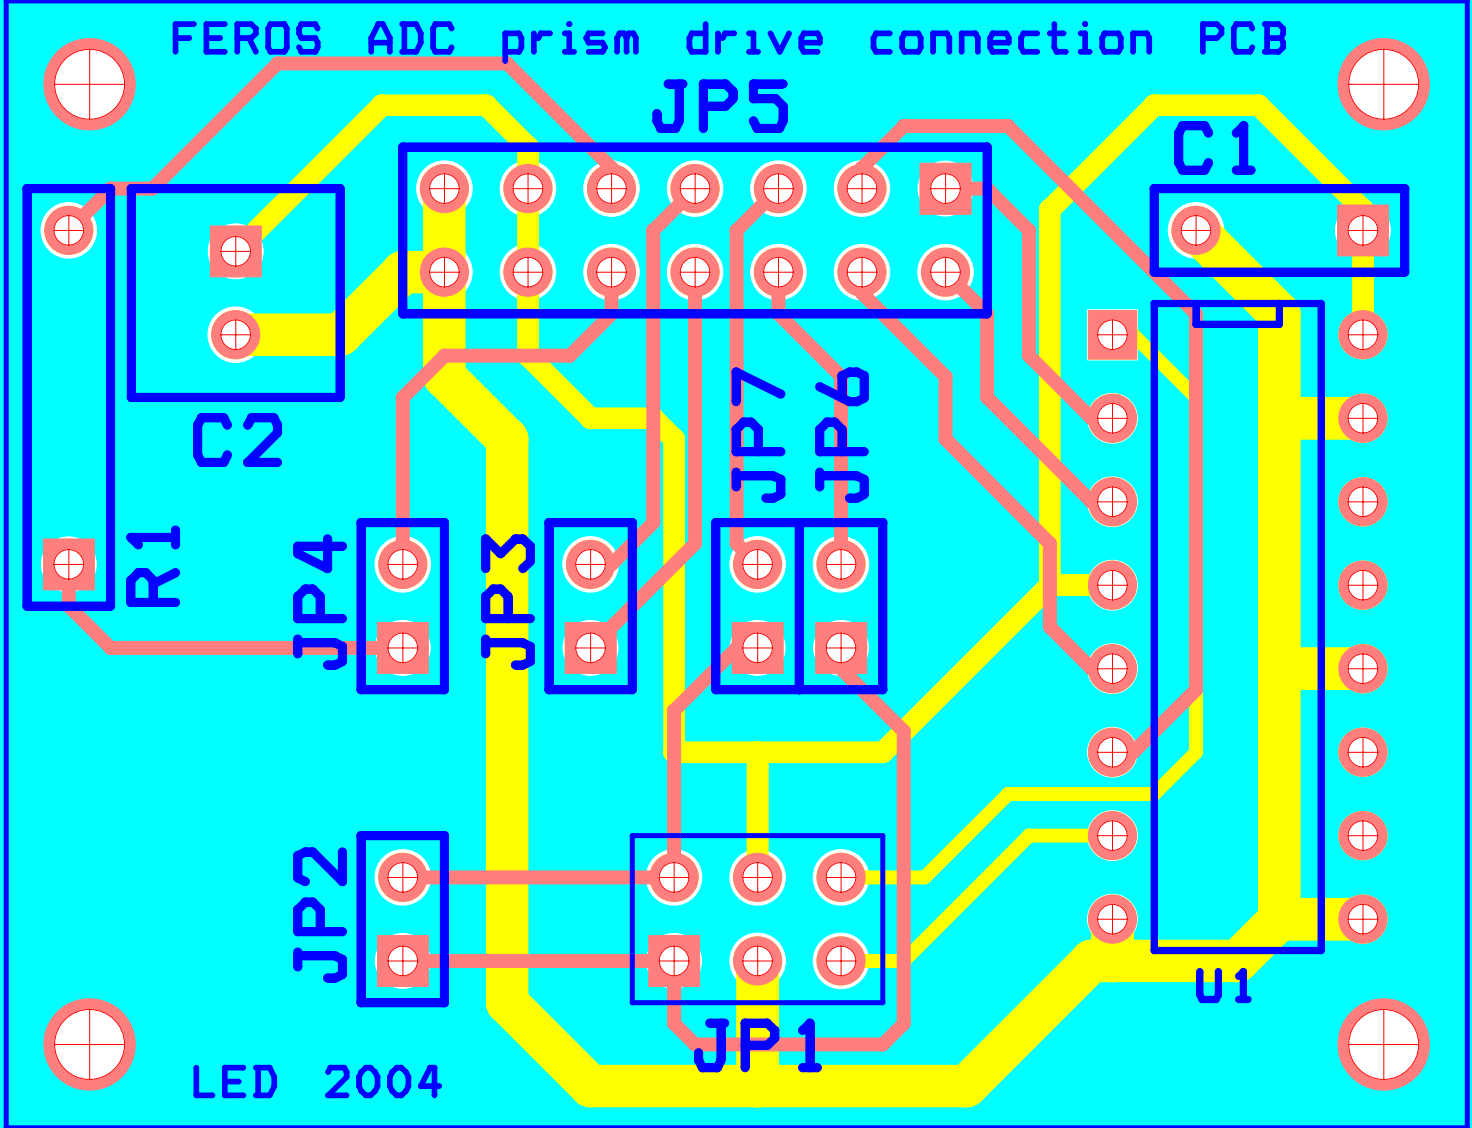 FEROS ADC prism drive connection PCB
JP5
C1
C2
JP7
JP6
R1
JP4
JP3
JP2
JP1
U1
LED 2004